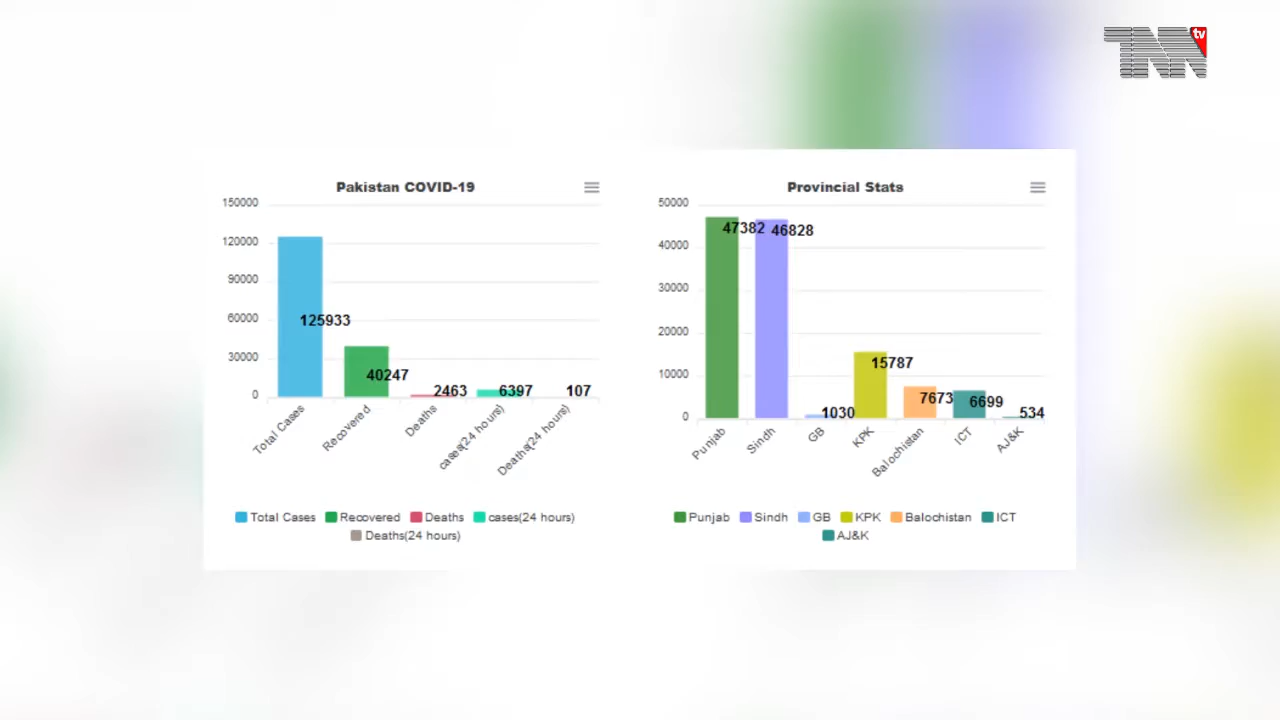 TNN tv
Pakistan COVID-19
150000
120000
90000
60000
30000
0
125933
40247
2463
6397
107
Total Cases
Recovered
Deaths
cases(24 hours)
Deaths(24 hours)
Total Cases Recovered Deaths cases(24 hours)
Deaths(24 hours)
Provincial Stats
50000
40000
30000
20000
10000
0
47382
46828
1030
15787
7673
6699
534
Punjab
Sindh
GB
KPK
Balochistan
ICT
AJ&K
Punjab Sindh GB KPK Balochistan ICT
AJ&K